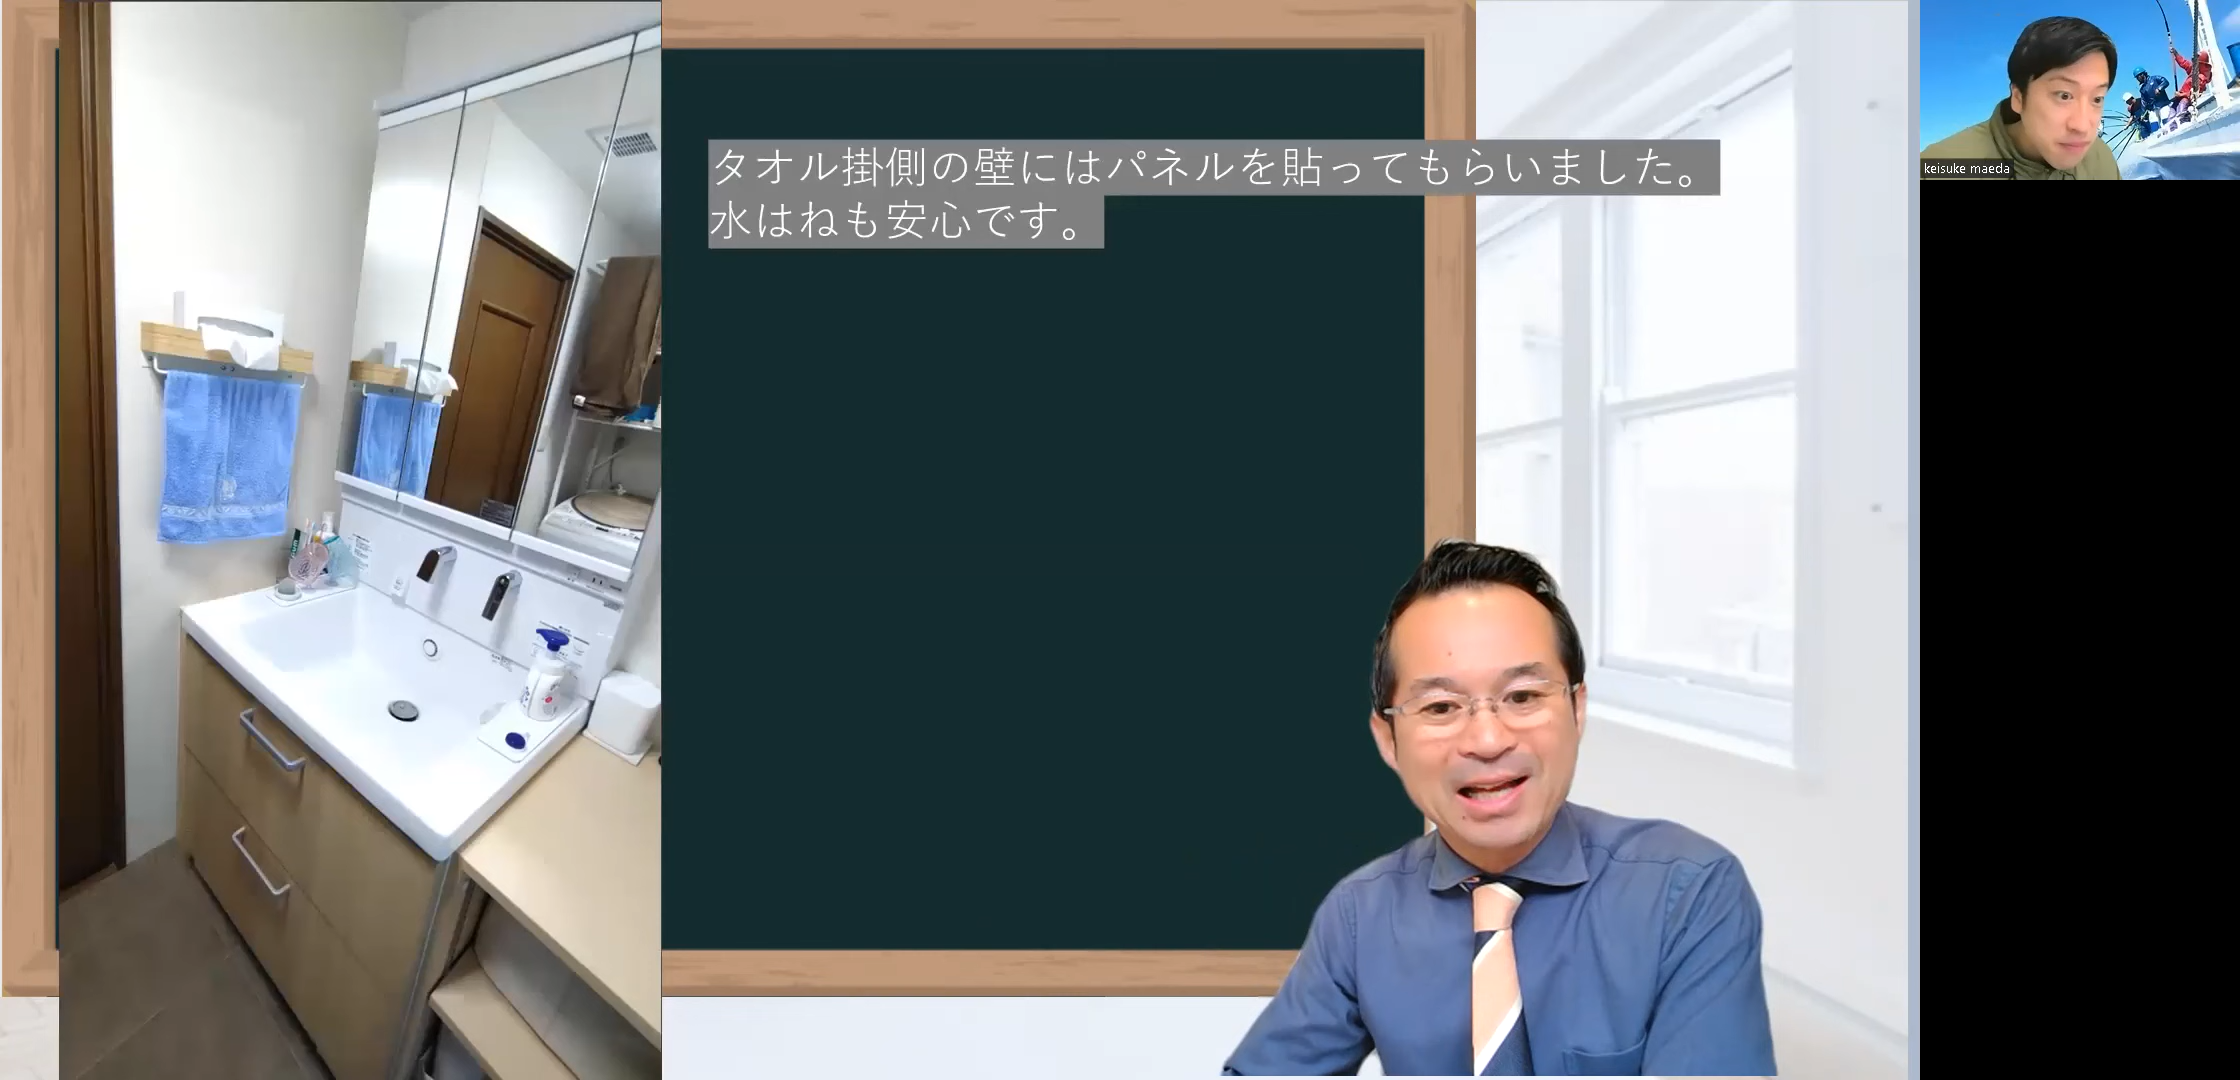 タオル掛側の壁にはパネルを貼ってもらいました。
水はねも安心です。
keisuke maeda